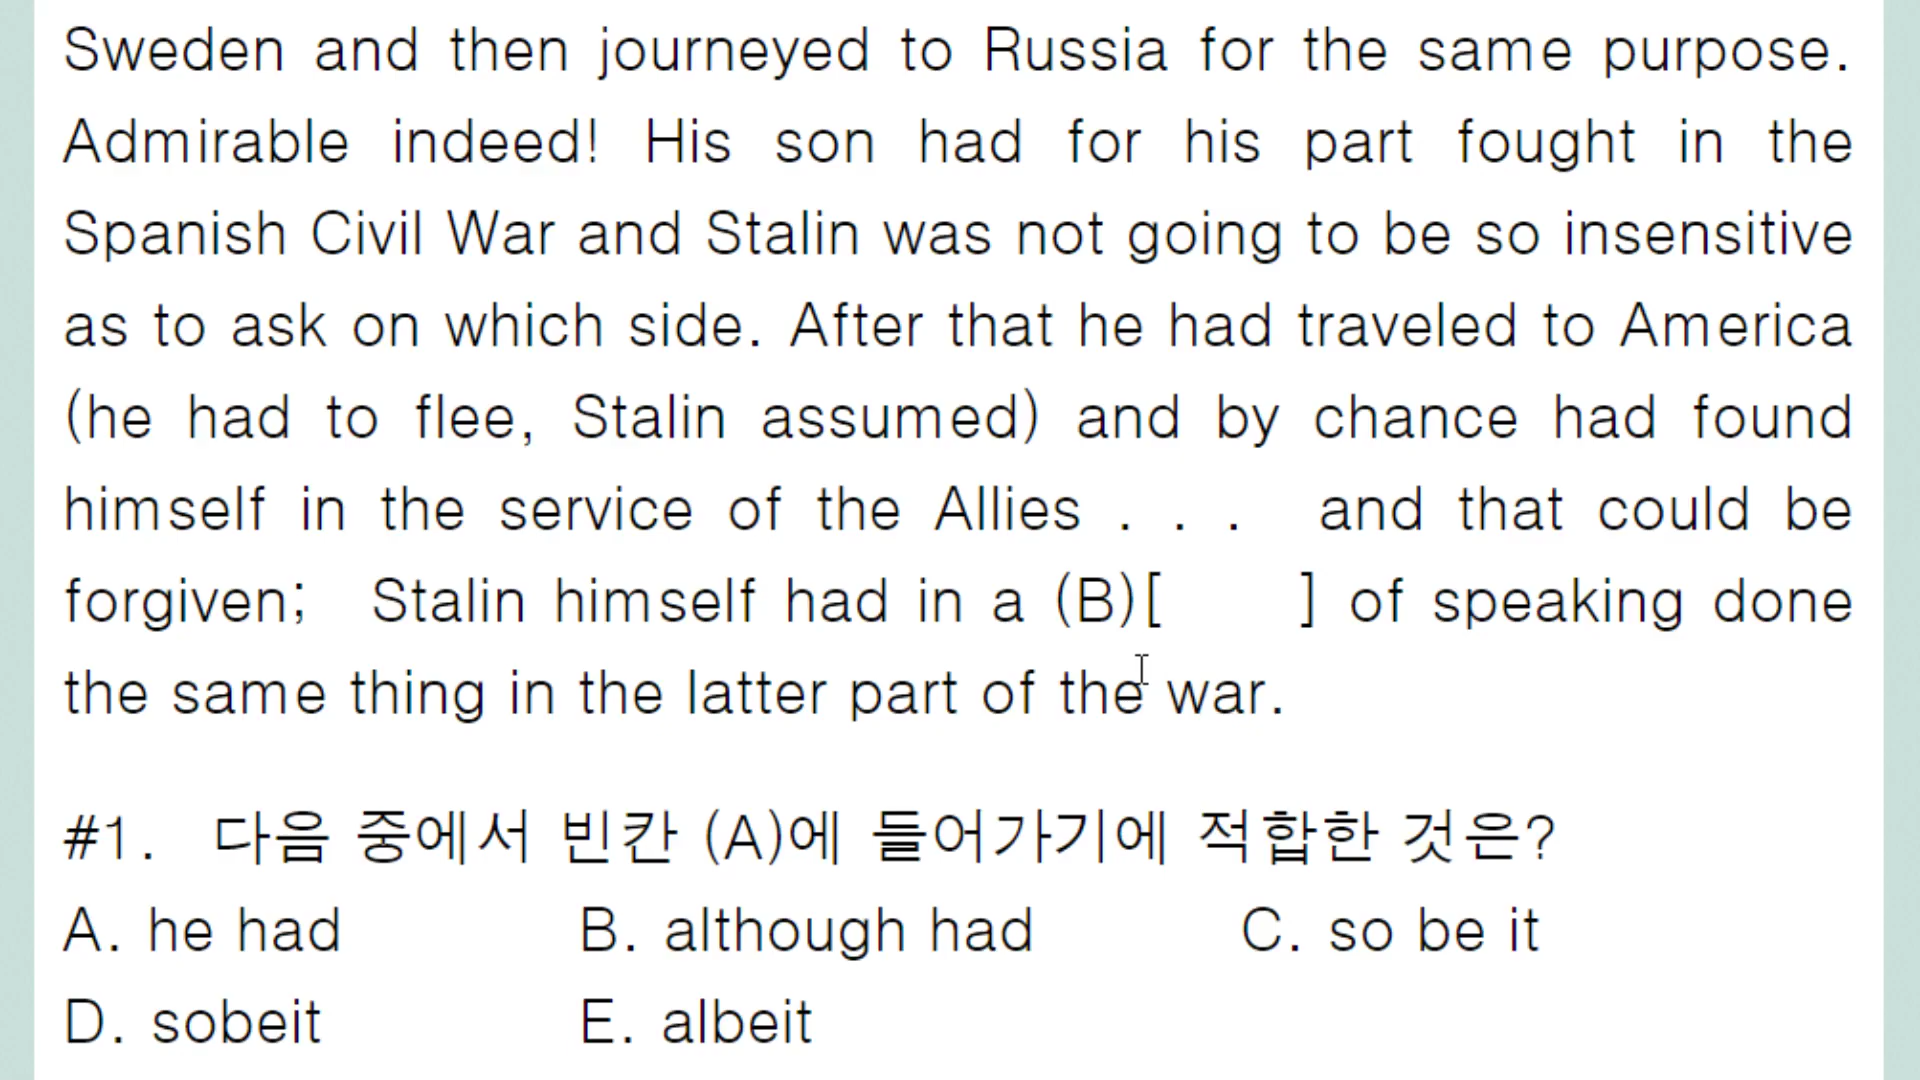 Sweden and then journeyed to Russia for the same purpose.
Admirable indeed! His son had for his part fought in the
Spanish Civil War and Stalin was not going to be so insensitive
as to ask on which side. After that he had traveled to America
(he had to flee, Stalin assumed) and by chance had found
himself in the service of the Allies . . . and that could be
forgiven; Stalin himself had in a (B)[ ] of speaking done
the same thing in the latter part of the war.
#1. 다음 중에서 빈칸 (A)에 들어가기에 적합한 것은?
A. he had B. although had C. so be it
D. sobeit E. albeit